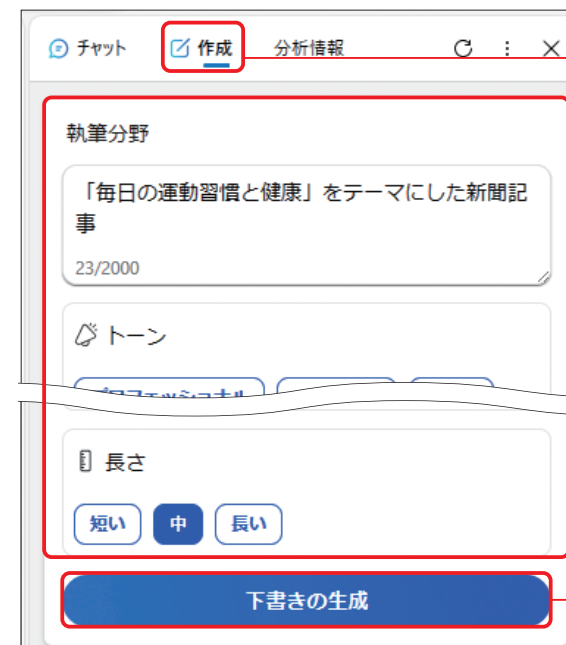 チャット 作成 分析情報
執筆分野
「毎日の運動習慣と健康」をテーマにした新聞記
事
23/2000
トーン
長さ
短い 中 長い
下書きの生成